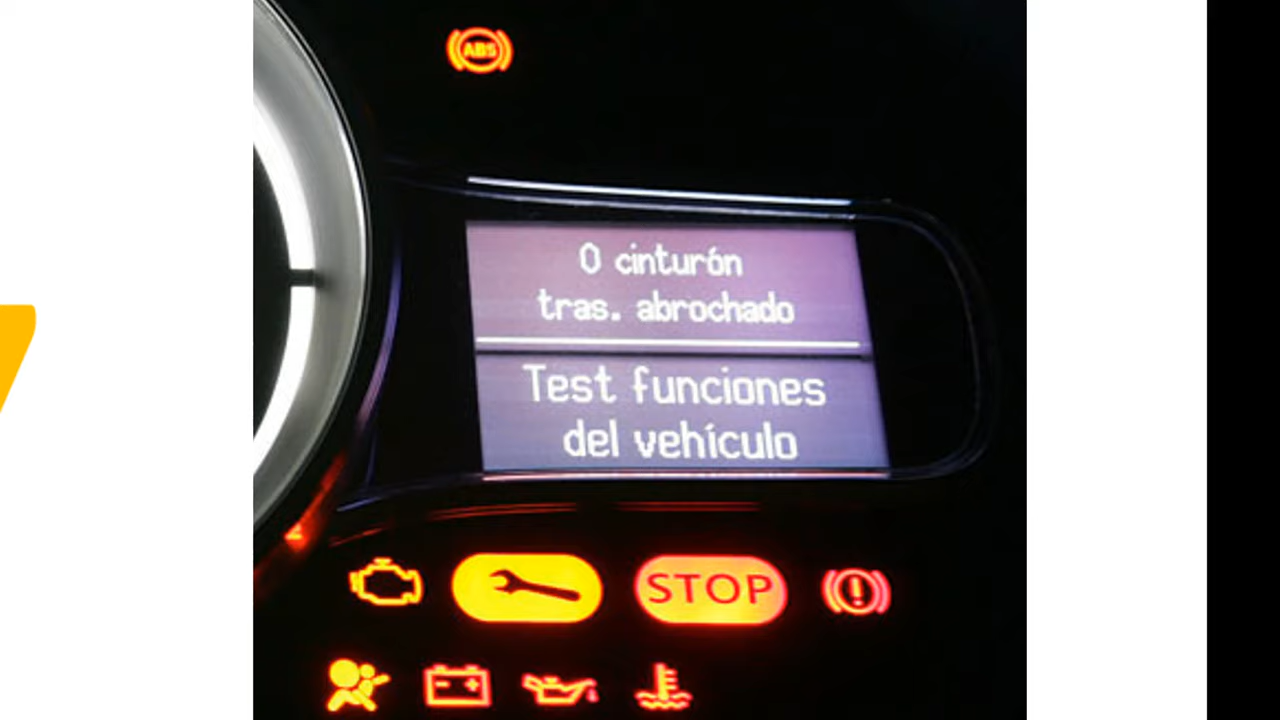 ABS
0 cinturón
tras. abrochado
Test funciones
del vehículo
STOP